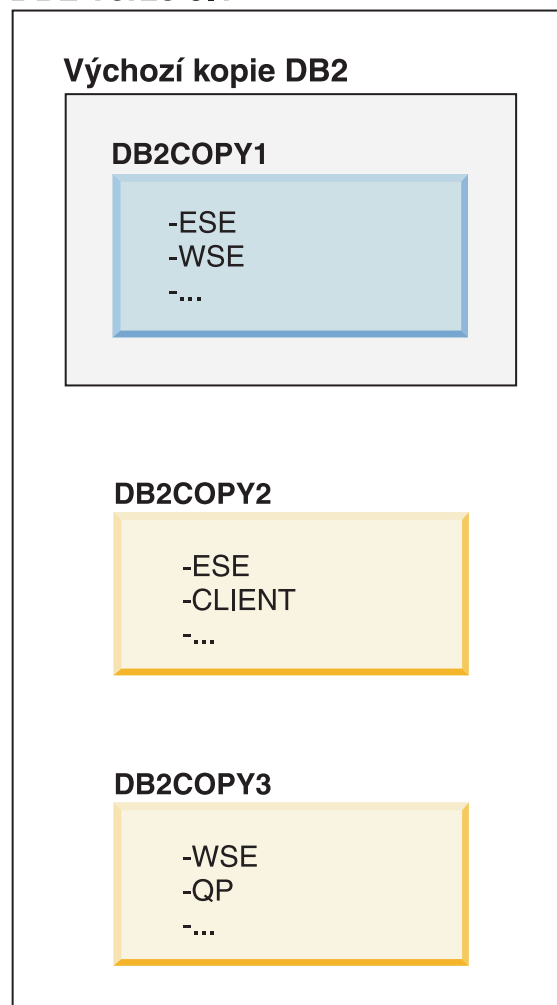 Výchozí kopie DB2
DB2COPY1
-ESE
-WSE
-...
DB2COPY2
-ESE
-CLIENT
-...
DB2COPY3
-WSE
-QP
-...